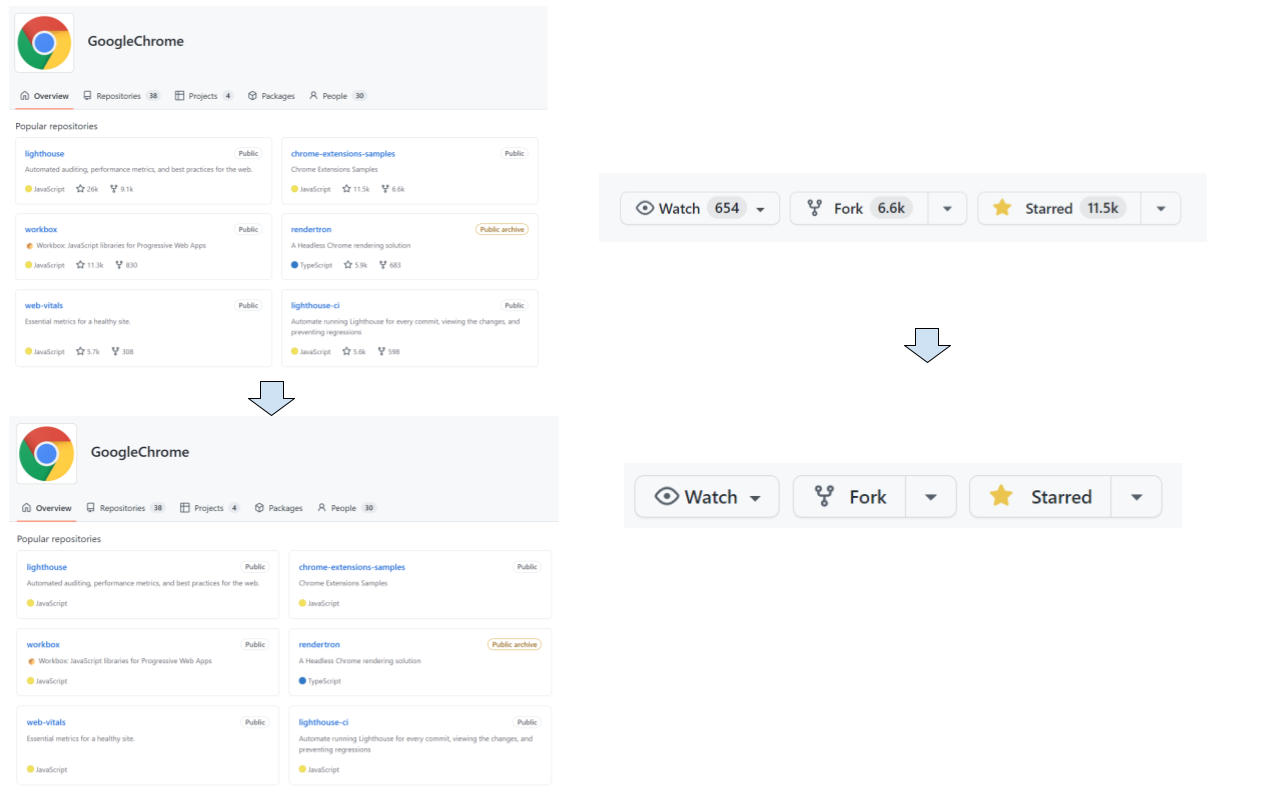 GoogleChrome
Overview Repositories 38 Projects 4 Packages People 30
Popular repositories
lighthouse Public
Automated auditing, performance metrics, and best practices for the web.
JavaScript 26k 9.1k
chrome-extensions-samples Public
Chrome Extensions Samples
JavaScript 11.5k 6.6k
workbox Public
Workbox: JavaScript libraries for Progressive Web Apps
JavaScript 11.3k 830
rendertron Public archive
A Headless Chrome rendering solution
TypeScript 5.9k 683
web-vitals Public
Essential metrics for a healthy site.
JavaScript 5.7k 308
lighthouse-ci Public
Automate running Lighthouse for every commit, viewing the changes, and
preventing regressions
JavaScript 5.6k 598
Watch 654 Fork 6.6k Starred 11.5k
GoogleChrome
Overview Repositories 38 Projects 4 Packages People 30
Popular repositories
lighthouse Public
Automated auditing, performance metrics, and best practices for the web.
JavaScript
chrome-extensions-samples Public
Chrome Extensions Samples
JavaScript
workbox Public
Workbox: JavaScript libraries for Progressive Web Apps
JavaScript
rendertron Public archive
A Headless Chrome rendering solution
TypeScript
web-vitals Public
Essential metrics for a healthy site.
JavaScript
lighthouse-ci Public
Automate running Lighthouse for every commit, viewing the changes, and
preventing regressions
JavaScript
Watch Fork Starred